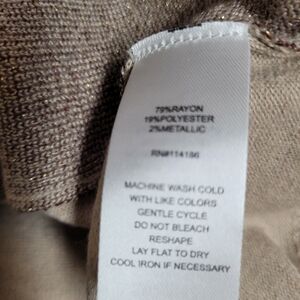 79%RAYON
19%POLYESTER
2%METALLIC
RN#114186
MACHINE WASH COLD
WITH LIKE COLORS
GENTLE CYCLE
DO NOT BLEACH
RESHAPE
LAY FLAT TO DRY
COOL IRON IF NECESSARY